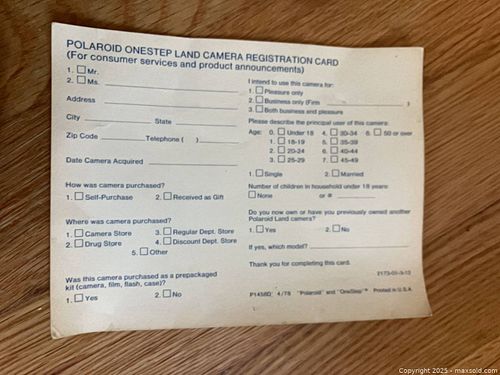 POLAROID ONESTEP LAND CAMERA REGISTRATION CARD
(For consumer services and product announcements)
1. Mr.
2. Ms.
Address
City State
Zip Code Telephone ( )
Date Camera Acquired
How was camera purchased?
1. Self-Purchase 2. Received as Gift
Where was camera purchased?
1. Camera Store 3. Regular Dept. Store
2. Drug Store 4. Discount Dept. Store
5. Other
Was this camera purchased as a prepackaged
kit (camera, film, flash, case)?
1. Yes 2. No
I intend to use this camera for:
1. Pleasure only
2. Business only (Firm )
3. Both business and pleasure
Please describe the principal user of this camera:
Age: 0. Under 18 4. 30-34 8. 50 or over
1. 18-19 5. 35-39
2. 20-24 6. 40-44
3. 25-29 7. 45-49
1. Single 2. Married
Number of children in household under 18 years:
None or #
Do you now own or have you previously owned another
Polaroid Land camera?
1. Yes 2. No
If yes, which model?
Thank you for completing this card.
2173-05-3-12
P1458D 4/78 "Polaroid" and "OneStep"® Printed in U.S.A.
Copyright 2025 - maxsold.com